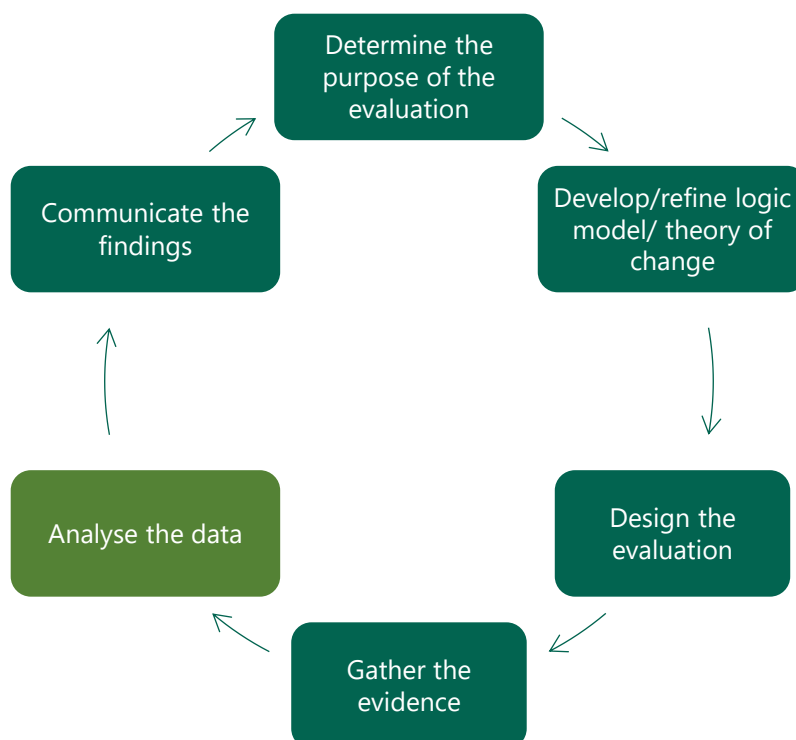 Determine the
purpose of the
evaluation
Develop/refine logic
model/ theory of
change
Design the
evaluation
Gather the
evidence
Analyse the data
Communicate the
findings